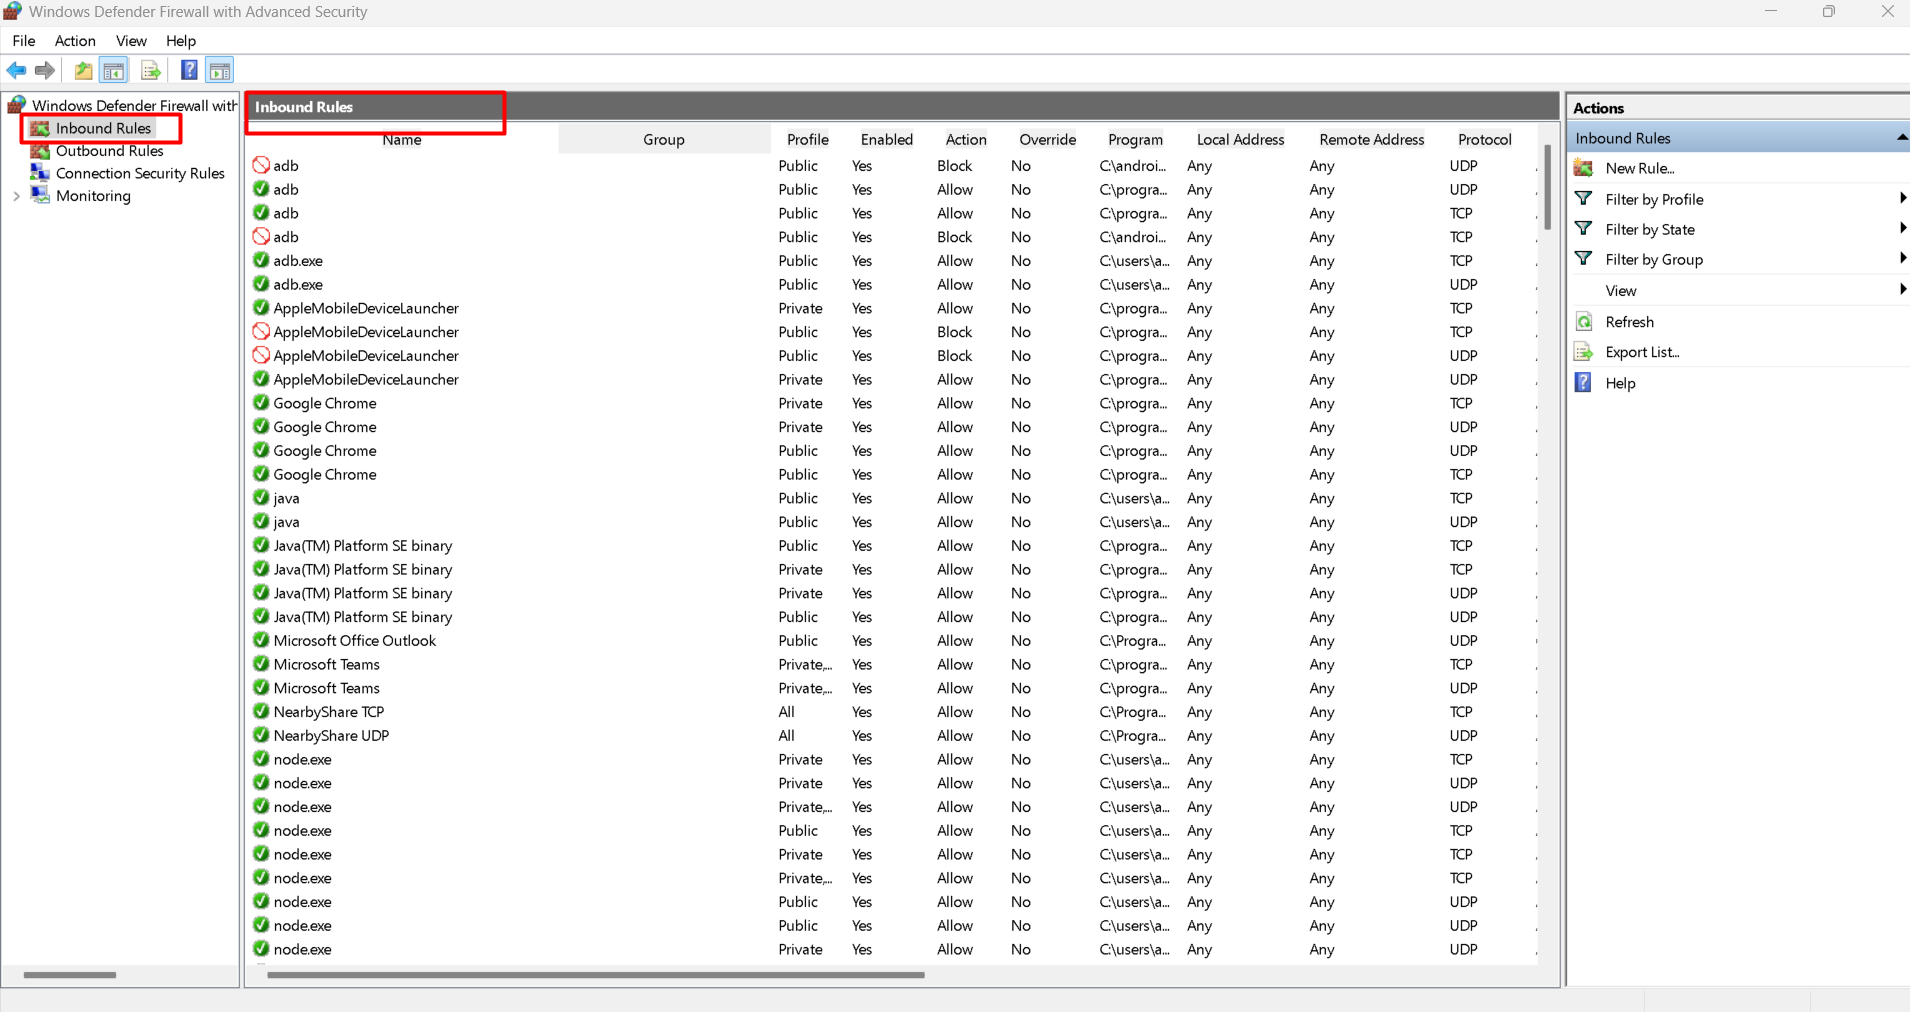 Windows Defender Firewall with Advanced Security
File Action View Help
Windows Defender Firewall with
Inbound Rules
Outbound Rules
Connection Security Rules
Monitoring
Inbound Rules
Name Group Profile Enabled Action Override Program Local Address Remote Address Protocol
adb Public Yes Block No C:\androi... Any Any UDP
adb Public Yes Allow No C:\progra... Any Any UDP
adb Public Yes Allow No C:\progra... Any Any TCP
adb Public Yes Block No C:\androi... Any Any TCP
adb.exe Public Yes Allow No C:\users\a... Any Any TCP
adb.exe Public Yes Allow No C:\users\a... Any Any UDP
AppleMobileDeviceLauncher Private Yes Allow No C:\progra... Any Any TCP
AppleMobileDeviceLauncher Public Yes Block No C:\progra... Any Any TCP
AppleMobileDeviceLauncher Public Yes Block No C:\progra... Any Any UDP
AppleMobileDeviceLauncher Private Yes Allow No C:\progra... Any Any UDP
Google Chrome Private Yes Allow No C:\progra... Any Any TCP
Google Chrome Private Yes Allow No C:\progra... Any Any UDP
Google Chrome Public Yes Allow No C:\progra... Any Any UDP
Google Chrome Public Yes Allow No C:\progra... Any Any TCP
java Public Yes Allow No C:\users\a... Any Any TCP
java Public Yes Allow No C:\users\a... Any Any UDP
Java(TM) Platform SE binary Public Yes Allow No C:\progra... Any Any TCP
Java(TM) Platform SE binary Private Yes Allow No C:\progra... Any Any TCP
Java(TM) Platform SE binary Private Yes Allow No C:\progra... Any Any UDP
Java(TM) Platform SE binary Public Yes Allow No C:\progra... Any Any UDP
Microsoft Office Outlook Public Yes Allow No C:\Progra... Any Any UDP
Microsoft Teams Private,... Yes Allow No C:\progra... Any Any TCP
Microsoft Teams Private,... Yes Allow No C:\progra... Any Any UDP
NearbyShare TCP All Yes Allow No C:\Progra... Any Any TCP
NearbyShare UDP All Yes Allow No C:\Progra... Any Any UDP
node.exe Private Yes Allow No C:\users\a... Any Any TCP
node.exe Private Yes Allow No C:\users\a... Any Any UDP
node.exe Private,... Yes Allow No C:\users\a... Any Any UDP
node.exe Public Yes Allow No C:\users\a... Any Any TCP
node.exe Private Yes Allow No C:\users\a... Any Any TCP
node.exe Private,... Yes Allow No C:\users\a... Any Any TCP
node.exe Public Yes Allow No C:\users\a... Any Any UDP
node.exe Public Yes Allow No C:\users\a... Any Any UDP
node.exe Private Yes Allow No C:\users\a... Any Any UDP
Actions
Inbound Rules
New Rule...
Filter by Profile
Filter by State
Filter by Group
View
Refresh
Export List...
Help